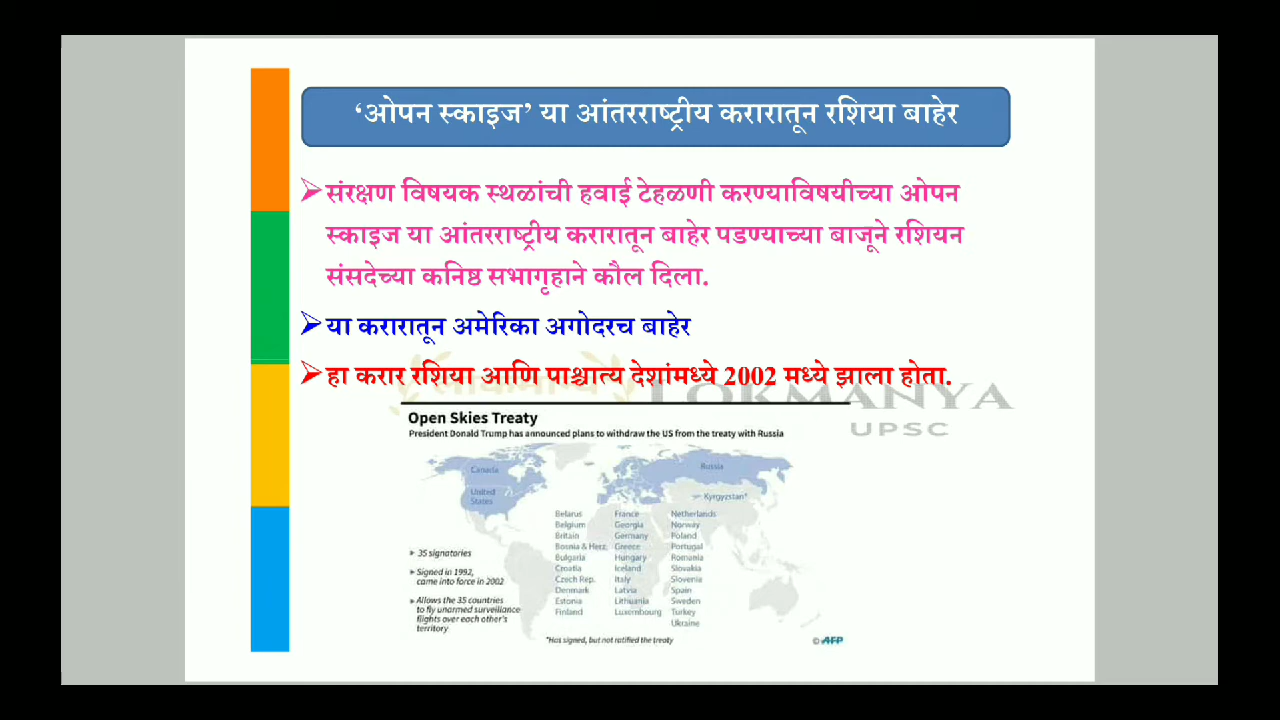 ‘ओपन स्काइज’ या आंतरराष्ट्रीय करारातून रशिया बाहेर
संरक्षण विषयक स्थळांची हवाई टेहळणी करण्याविषयीच्या ओपन
स्काइज या आंतरराष्ट्रीय करारातून बाहेर पडण्याच्या बाजूने रशियन
संसदेच्या कनिष्ठ सभागृहाने कौल दिला.
या करारातून अमेरिका अगोदरच बाहेर
हा करार रशिया आणि पाश्चात्य देशांमध्ये 2002 मध्ये झाला होता.
LOKMANYA
UPSC
Open Skies Treaty
President Donald Trump has announced plans to withdraw the US from the treaty with Russia
Canada
United
States
Russia
Kyrgyzstan*
Belarus France Netherlands
Belgium Georgia Norway
Britain Germany Poland
Bosnia & Herz. Greece Portugal
Bulgaria Hungary Romania
Croatia Iceland Slovakia
Czech Rep. Italy Slovenia
Denmark Latvia Spain
Estonia Lithuania Sweden
Finland Luxembourg Turkey
Ukraine
35 signatories
Signed in 1992,
came into force in 2002
Allows the 35 countries
to fly unarmed surveillance
flights over each other's
territory
*Has signed, but not ratified the treaty
© AFP